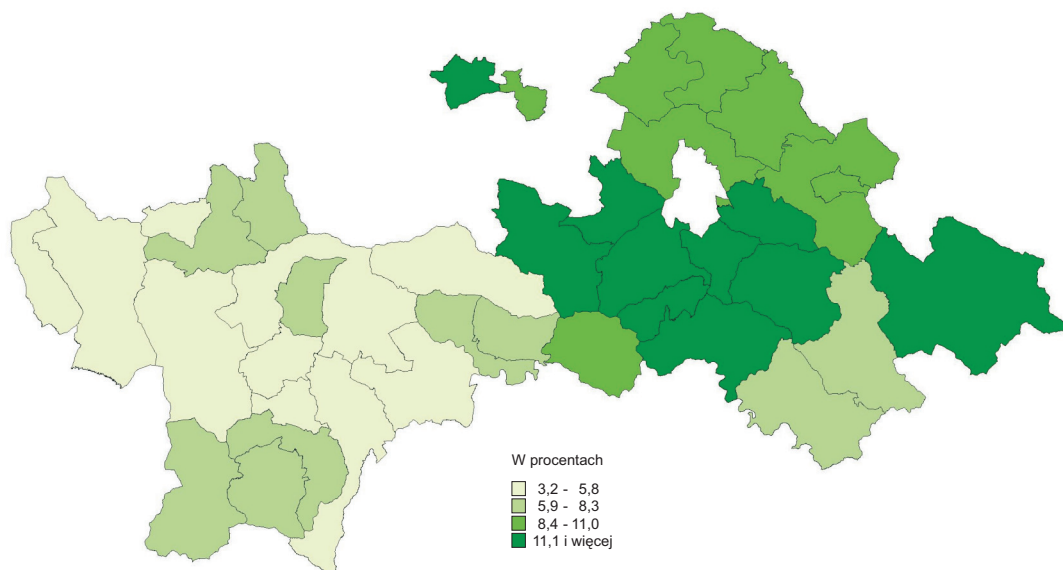 W procentach
3,2 - 5,8
5,9 - 8,3
8,4 - 11,0
11,1 i więcej